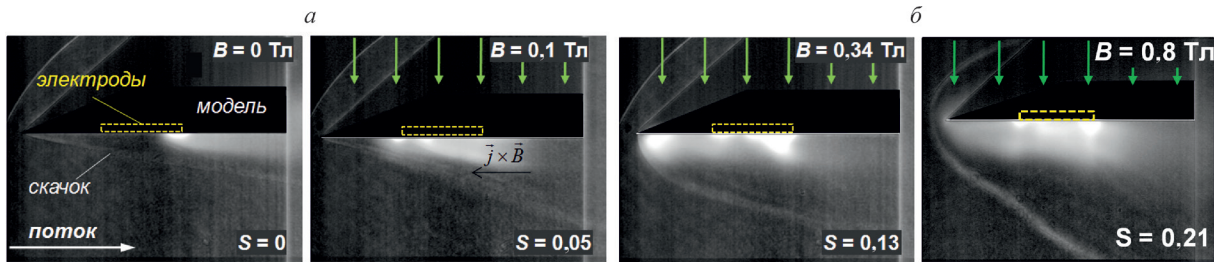 а
б
B = 0 Тл
электроды
модель
скачок
поток
S = 0
B = 0,1 Тл
j × B
S = 0,05
B = 0,34 Тл
S = 0,13
B = 0.8 Тл
S = 0,21